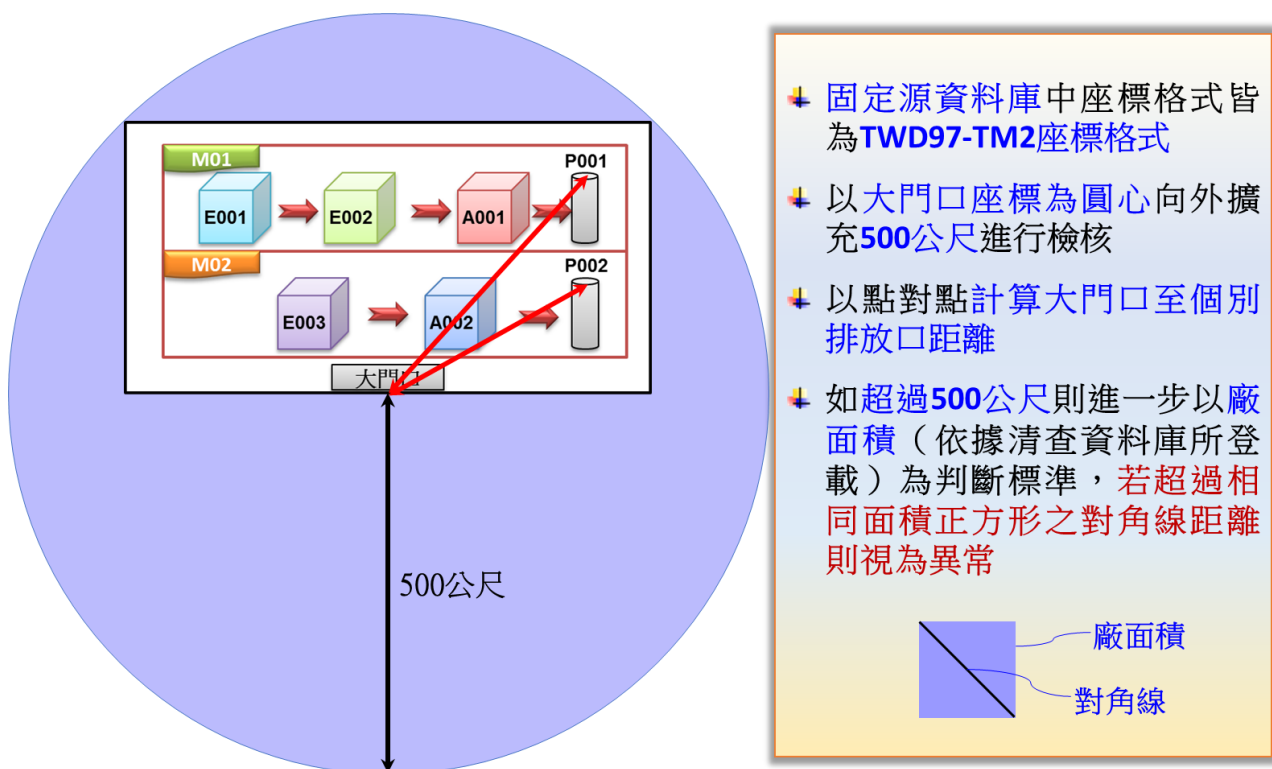 M01
P001
E001
E002
A001
M02
P002
E003
A002
大門口
500公尺
固定源資料庫中座標格式皆
為TWD97-TM2座標格式
以大門口座標為圓心向外擴
充500公尺進行檢核
以點對點計算大門口至個別
排放口距離
如超過500公尺則進一步以廠
面積（依據清查資料庫所登
載）為判斷標準，若超過相
同面積正方形之對角線距離
則視為異常
廠面積
對角線